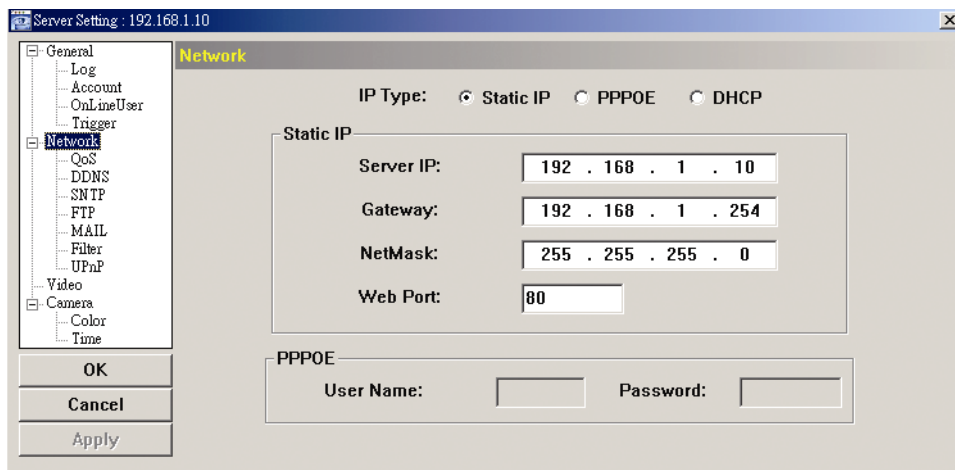 Server Setting : 192.168.1.10
General
Log
Account
OnLineUser
Trigger
Network
QoS
DDNS
SNTP
FTP
MAIL
Filter
UPnP
Video
Camera
Color
Time
OK
Cancel
Apply
Network
IP Type: Static IP PPPOE DHCP
Static IP
Server IP: 192 . 168 . 1 . 10
Gateway: 192 . 168 . 1 . 254
NetMask: 255 . 255 . 255 . 0
Web Port: 80
PPPOE
User Name: Password: